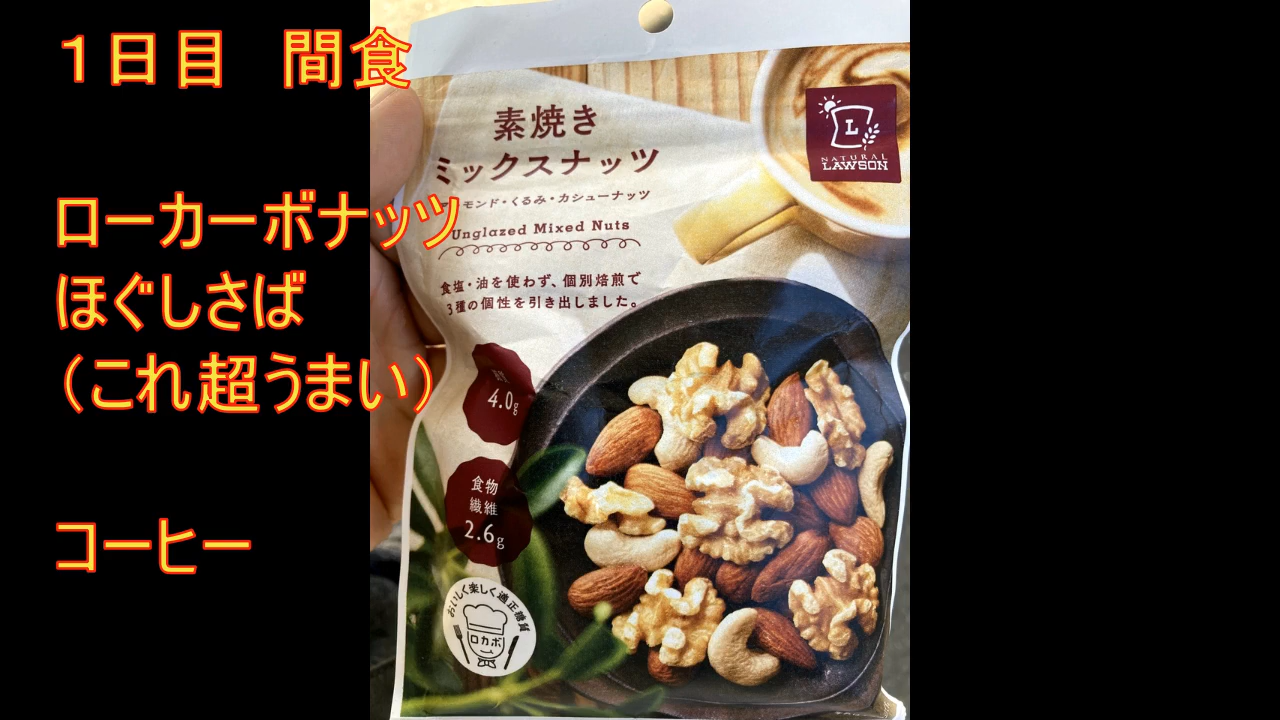 １日目　間食
ローカーボナッツ
ほぐしさば
（これ超うまい）
コーヒー
素焼き
ミックスナッツ
モンド・くるみ・カシューナッツ
Unglazed Mixed Nuts
食塩・油を使わず、個別焙煎で
3種の個性を引き出しました。
L
NATURAL
LAWSON
4.0g
食物
繊維
2.6g
おいしく楽しく適正糖質
ロカボ